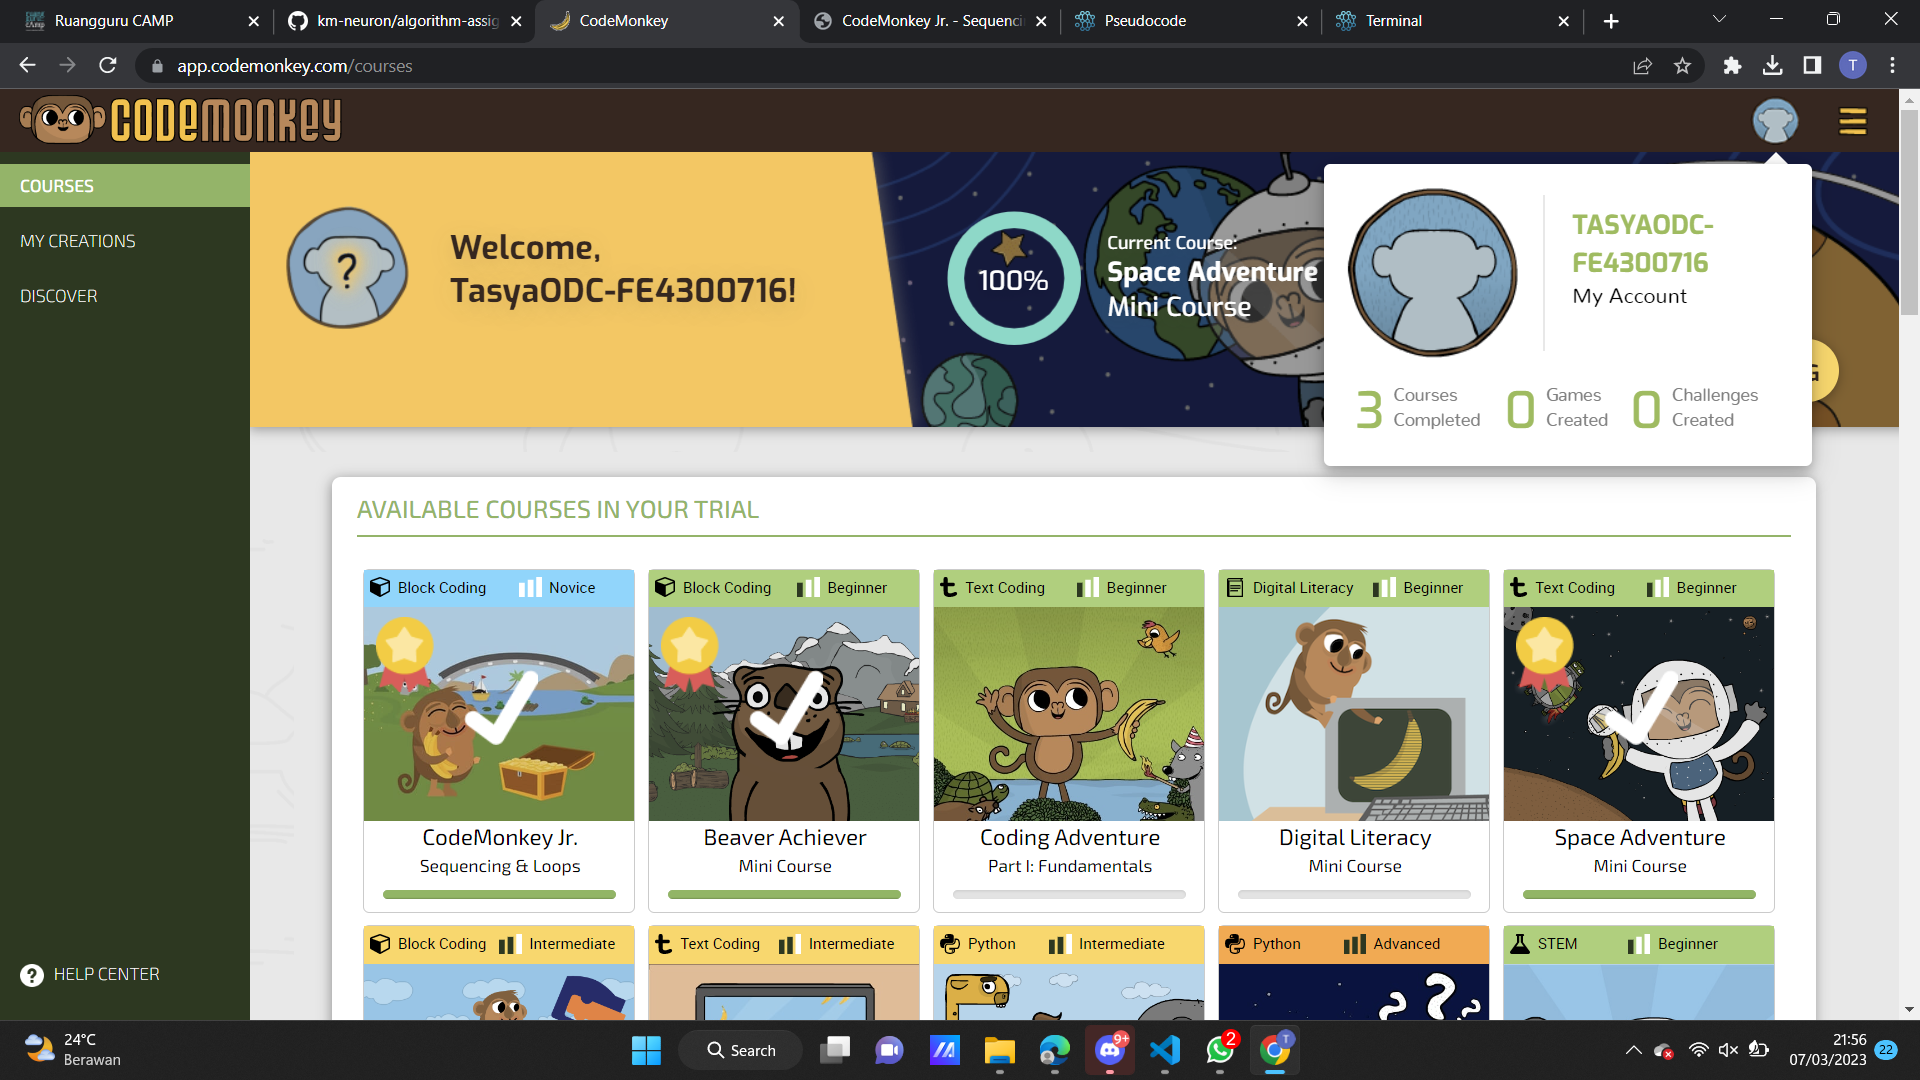 Ruangguru CAMP
km-neuron/algorithm-assig
CodeMonkey
CodeMonkey Jr. - Sequenci
Pseudocode
Terminal
app.codemonkey.com/courses
T
CODEMONKEY
COURSES
MY CREATIONS
DISCOVER
HELP CENTER
?
Welcome,
TasyaODC-FE4300716!
100%
Current Course:
Space Adventure
Mini Course
TASYAODC-
FE4300716
My Account
3 Courses Completed
0 Games Created
0 Challenges Created
AVAILABLE COURSES IN YOUR TRIAL
Block Coding Novice
CodeMonkey Jr.
Sequencing & Loops
Block Coding Beginner
Beaver Achiever
Mini Course
Text Coding Beginner
Coding Adventure
Part I: Fundamentals
Digital Literacy Beginner
Digital Literacy
Mini Course
Text Coding Beginner
Space Adventure
Mini Course
Block Coding Intermediate
Text Coding Intermediate
Python Intermediate
Python Advanced
STEM Beginner
24°C
Berawan
Search
9+
2
T
21:56
07/03/2023
22